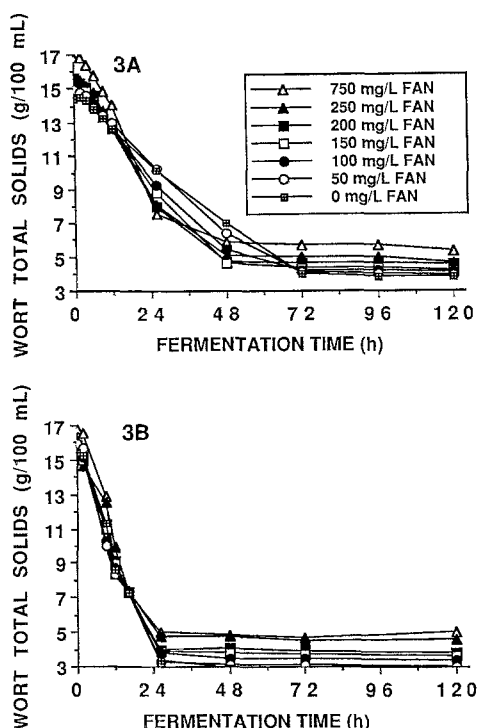 3A
WORT TOTAL SOLIDS (g/100 mL)
17
15
13
11
9
7
5
3
750 mg/L FAN
250 mg/L FAN
200 mg/L FAN
150 mg/L FAN
100 mg/L FAN
50 mg/L FAN
0 mg/L FAN
0 24 48 72 96 120
FERMENTATION TIME (h)
3B
WORT TOTAL SOLIDS (g/100 mL)
17
15
13
11
9
7
5
3
0 24 48 72 96 120
FERMENTATION TIME (h)